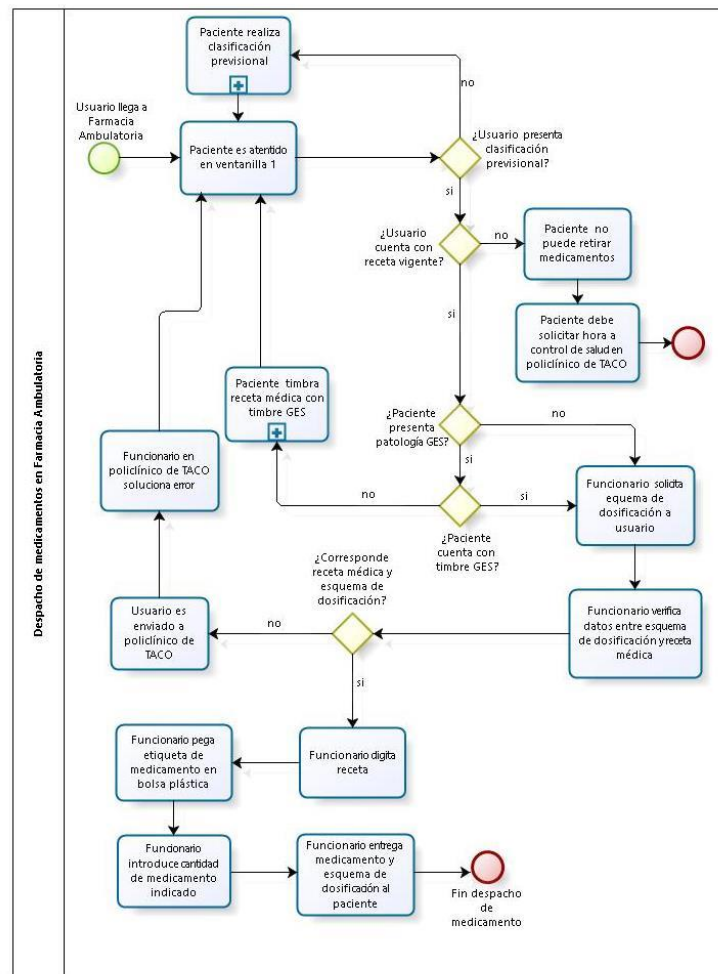 Despacho de medicamentos en Farmacia Ambulatoria
Paciente realiza
clasificación
previsional
no
Usuario llega a
Farmacia
Ambulatoria
Paciente es atentido
en ventanilla 1
¿Usuario presenta
clasificación
previsional?
si
¿Usuario
cuenta con
receta vigente?
no
Paciente no
puede retirar
medicamentos
si
Paciente debe
solicitar hora a
control de salud en
policlínico de TACO
Paciente timbra
receta médica con
timbre GES
¿Paciente
presenta
patología GES?
no
si
Funcionario en
policlínico de TACO
soluciona error
no
si
Funcionario solicita
equema de
dosificación a
usuario
¿Paciente
cuenta con
timbre GES?
¿Corresponde
receta médica y
esquema de
dosificación?
Usuario es
enviado a
policlínico de
TACO
no
Funcionario verifica
datos entre esquema
de dosificación y receta
médica
si
Funcionario pega
etiqueta de
medicamento en
bolsa plástica
Funcionario digita
receta
Funcionario
introduce cantidad
de medicamento
indicado
Funcionario entrega
medicamento y
esquema de
dosificación al
paciente
Fin despacho
de
medicamento